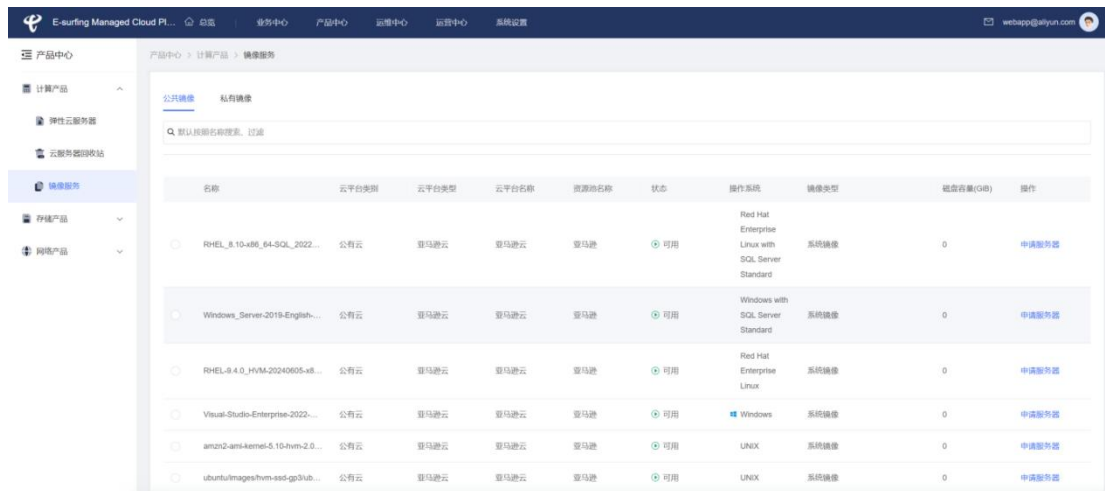 E-surfing Managed Cloud Pl... 总览 业务中心 产品中心 运维中心 运营中心 系统设置 webapp@aliyun.com
产品中心 产品中心 > 计算产品 > 镜像服务
计算产品
弹性云服务器
云服务器回收站
镜像服务
存储产品
网络产品
公共镜像 私有镜像
默认按照名称搜索、过滤
名称 云平台类别 云平台类型 云平台名称 资源池名称 状态 操作系统 镜像类型 磁盘容量(GiB) 操作
RHEL_8.10-x86_64-SQL_2022... 公有云 亚马逊云 亚马逊云 亚马逊 可用 Red Hat Enterprise Linux with SQL Server Standard 系统镜像 0 申请服务器
Windows_Server-2019-English-... 公有云 亚马逊云 亚马逊云 亚马逊 可用 Windows with SQL Server Standard 系统镜像 0 申请服务器
RHEL-9.4.0_HVM-20240605-x8... 公有云 亚马逊云 亚马逊云 亚马逊 可用 Red Hat Enterprise Linux 系统镜像 0 申请服务器
Visual-Studio-Enterprise-2022-... 公有云 亚马逊云 亚马逊云 亚马逊 可用 Windows 系统镜像 0 申请服务器
amzn2-ami-kernel-5.10-hvm-2.0... 公有云 亚马逊云 亚马逊云 亚马逊 可用 UNIX 系统镜像 0 申请服务器
ubuntu/images/hvm-ssd-gp3/ub... 公有云 亚马逊云 亚马逊云 亚马逊 可用 UNIX 系统镜像 0 申请服务器